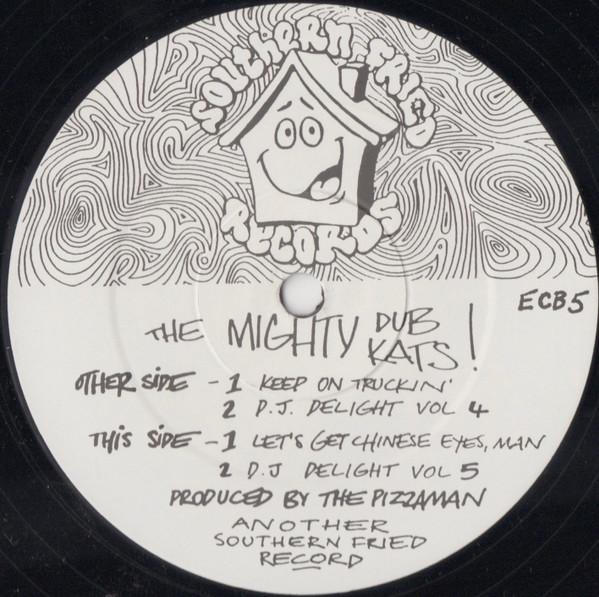 SOUTHERN FRIED
RECORDS
ECB5
THE MIGHTY DUB KATS!
OTHER SIDE - 1 KEEP ON TRUCKIN'
2 D.J. DELIGHT VOL 4
THIS SIDE - 1 LET'S GET CHINESE EYES, MAN
2 D.J DELIGHT VOL 5
PRODUCED BY THE PIZZAMAN
ANOTHER
SOUTHERN FRIED
RECORD